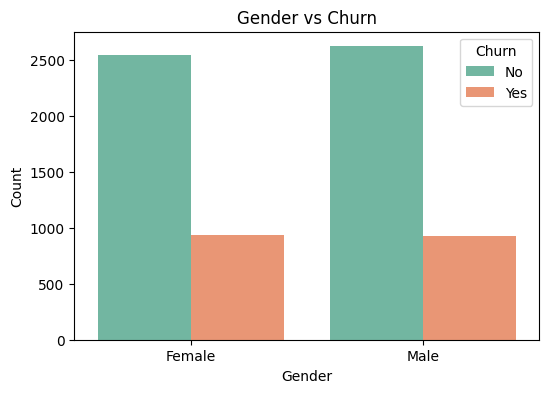 Gender vs Churn
Churn
No
Yes
2500
2000
1500
1000
500
0
Count
Female
Male
Gender